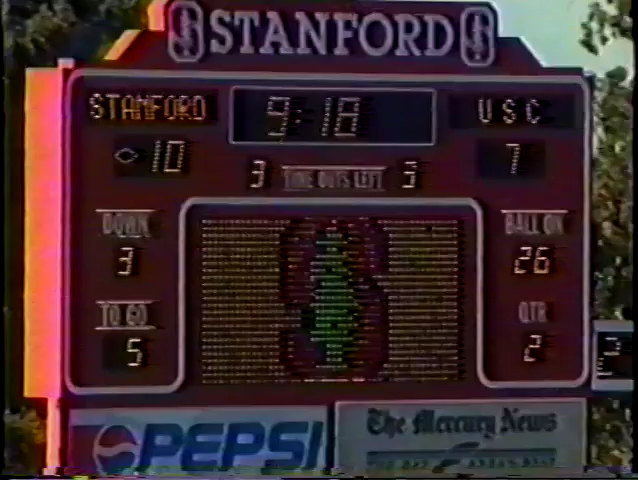 STANFORD
STANFORD 9:18 USC
10 7
3 TIME OUTS LEFT 3
DOWN BALL ON
3 26
TO GO QTR
5 2
PEPSI The Mercury News